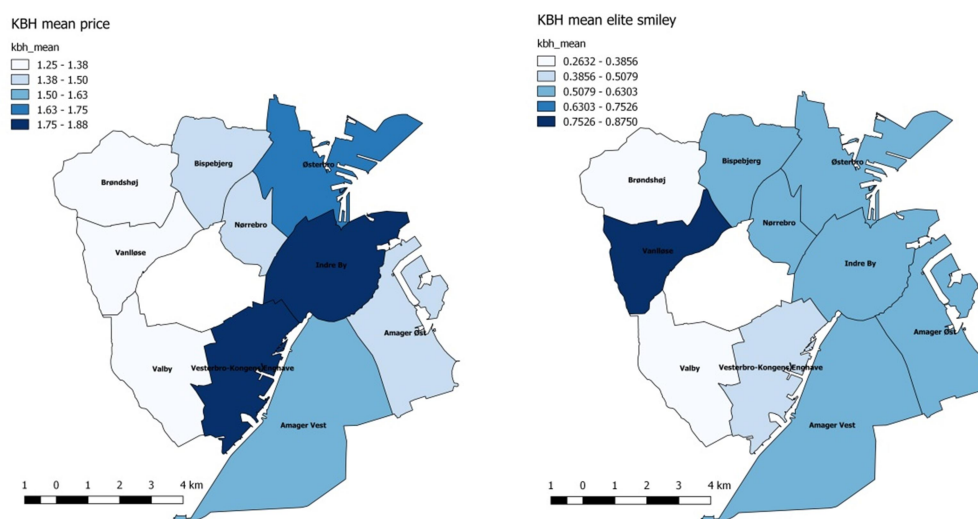 KBH mean price
kbh_mean
1.25 - 1.38
1.38 - 1.50
1.50 - 1.63
1.63 - 1.75
1.75 - 1.88
Bispebjerg
Østerbro
Brøndshøj
Nørrebro
Vanløse
Indre By
Amager Øst
Valby
Vesterbro-Kongens Enghave
Amager Vest
1 0 1 2 3 4 km
KBH mean elite smiley
kbh_mean
0.2632 - 0.3856
0.3856 - 0.5079
0.5079 - 0.6303
0.6303 - 0.7526
0.7526 - 0.8750
Bispebjerg
Østerbro
Brøndshøj
Nørrebro
Vanløse
Indre By
Amager Øst
Valby
Vesterbro-Kongens Enghave
Amager Vest
1 0 1 2 3 4 km